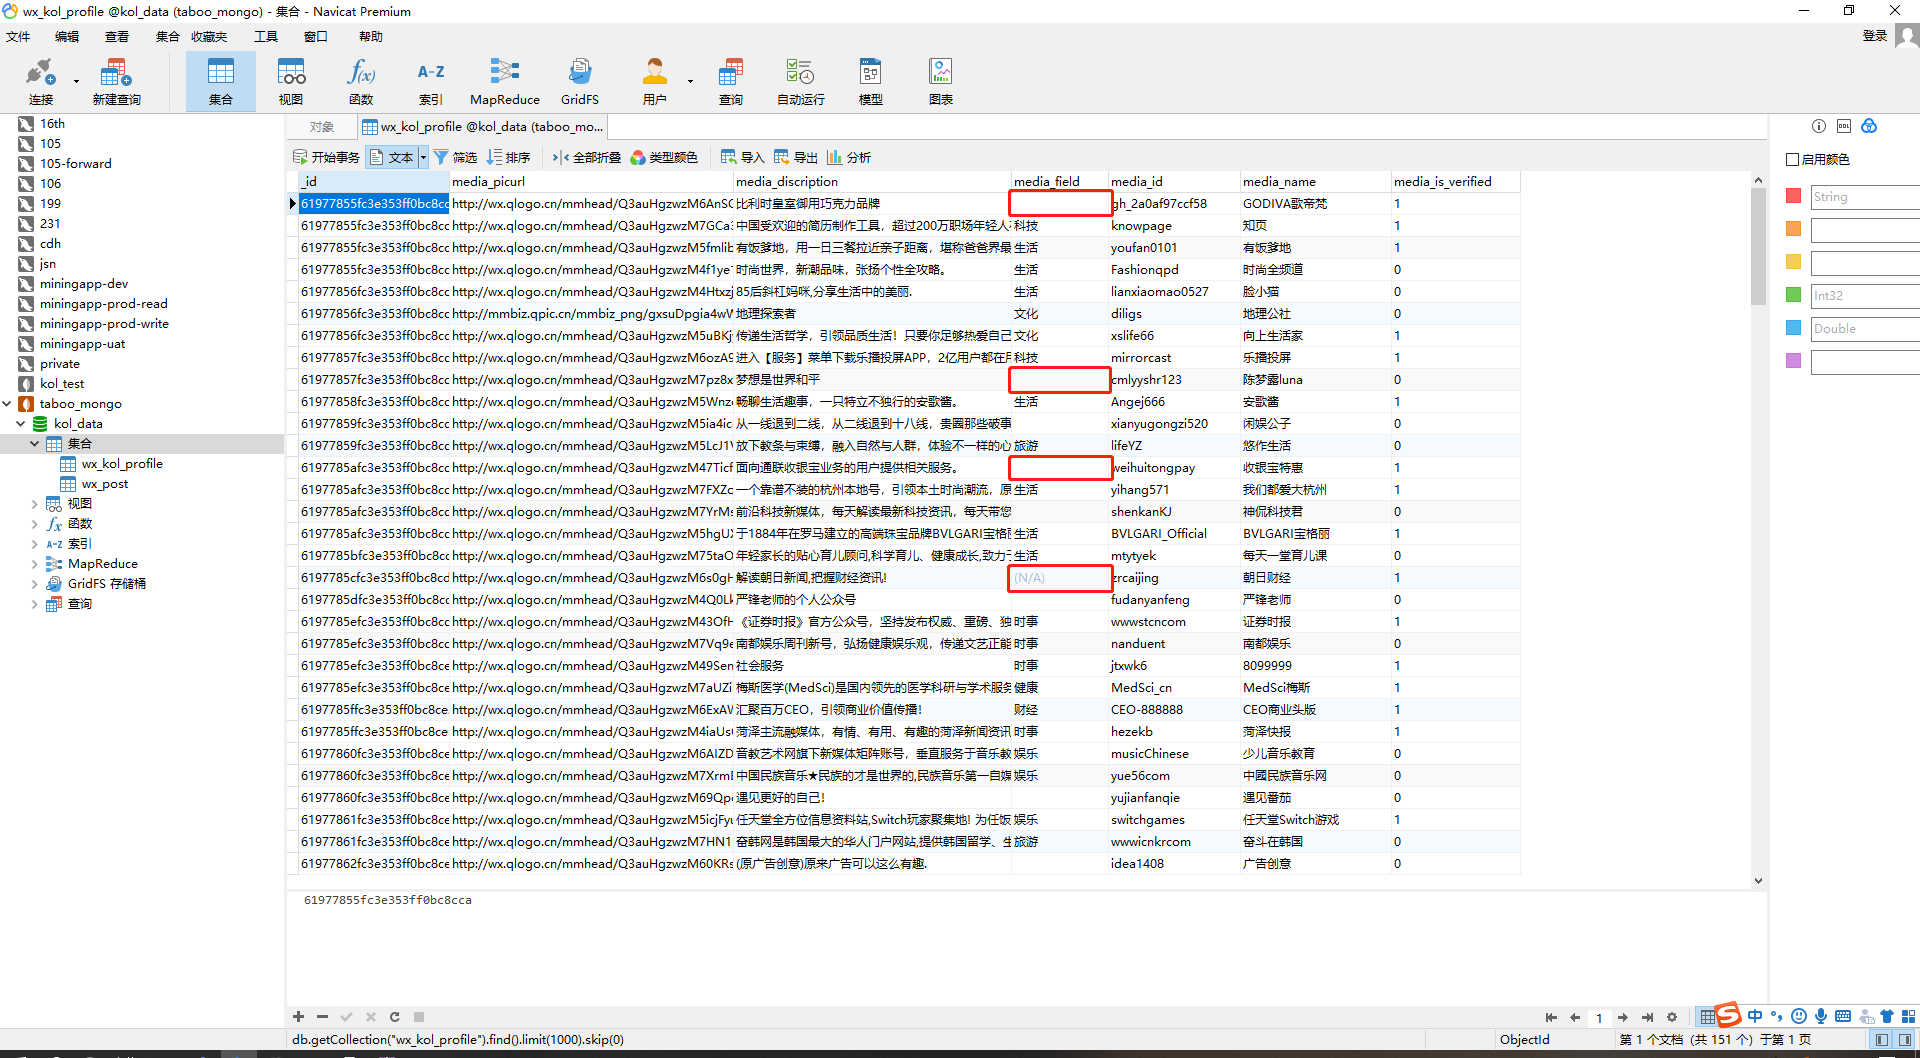 wx_kol_profile @kol_data (taboo_mongo) - 集合 - Navicat Premium
文件 编辑 查看 集合 收藏夹 工具 窗口 帮助 登录
连接 新建查询 集合 视图 函数 索引 MapReduce GridFS 用户 查询 自动运行 模型 图表
16th
105
105-forward
106
199
231
cdh
jsn
miningapp-dev
miningapp-prod-read
miningapp-prod-write
miningapp-uat
private
kol_test
taboo_mongo
kol_data
集合
wx_kol_profile
wx_post
视图
函数
索引
MapReduce
GridFS 存储桶
查询
对象 wx_kol_profile @kol_data (taboo_mo...
开始事务 文本 筛选 排序 全部折叠 类型颜色 导入 导出 分析
_id media_picurl media_discription media_field media_id media_name media_is_verified
61977855fc3e353ff0bc8cc http://wx.qlogo.cn/mmhead/Q3auHgzwzM6AnSC 比利时皇室御用巧克力品牌 gh_2a0af97ccf58 GODIVA歌帝梵 1
61977855fc3e353ff0bc8cc http://wx.qlogo.cn/mmhead/Q3auHgzwzM7GCa 中国受欢迎的简历制作工具，超过200万职场年轻人 科技 knowpage 知页 1
61977855fc3e353ff0bc8cc http://wx.qlogo.cn/mmhead/Q3auHgzwzM5fmlib 有饭爹地，用一日三餐拉近亲子距离，堪称爸爸界最 生活 youfan0101 有饭爹地 1
61977855fc3e353ff0bc8cc http://wx.qlogo.cn/mmhead/Q3auHgzwzM4f1ye 时尚世界，新潮品味，张扬个性全攻略。 生活 Fashionqpd 时尚全频道 0
61977856fc3e353ff0bc8cc http://wx.qlogo.cn/mmhead/Q3auHgzwzM4Htxzj 85后斜杠妈咪,分享生活中的美丽. 生活 lianxiaomao0527 脸小猫 0
61977856fc3e353ff0bc8cc http://mmbiz.qpic.cn/mmbiz_png/gxsuDpgia4wV 地理探索者 文化 diligs 地理公社 0
61977856fc3e353ff0bc8cc http://wx.qlogo.cn/mmhead/Q3auHgzwzM5uBKj 传递生活哲学，引领品质生活！只要你足够热爱自己 文化 xslife66 向上生活家 1
61977857fc3e353ff0bc8cc http://wx.qlogo.cn/mmhead/Q3auHgzwzM6ozA9 进入【服务】菜单下载乐播投屏APP，2亿用户都在用 科技 mirrorcast 乐播投屏 1
61977857fc3e353ff0bc8cc http://wx.qlogo.cn/mmhead/Q3auHgzwzM7pz8x 梦想是世界和平 cmlyyshr123 陈梦露luna 0
61977858fc3e353ff0bc8cc http://wx.qlogo.cn/mmhead/Q3auHgzwzM5Wnz 畅聊生活趣事，一只特立不独行的安歌酱。 生活 Angej666 安歌酱 1
61977859fc3e353ff0bc8cc http://wx.qlogo.cn/mmhead/Q3auHgzwzM5ia4ic 从一线退到二线，从二线退到十八线，贵圈那些破事 xianyugongzi520 闲娱公子 0
61977859fc3e353ff0bc8cc http://wx.qlogo.cn/mmhead/Q3auHgzwzM5LcJ1V 放下教条与束缚，融入自然与人群，体验不一样的心 旅游 lifeYZ 悠作生活 0
6197785afc3e353ff0bc8cc http://wx.qlogo.cn/mmhead/Q3auHgzwzM47Ticf 面向通联收银宝业务的用户提供相关服务。 weihuitongpay 收银宝特惠 1
6197785afc3e353ff0bc8cc http://wx.qlogo.cn/mmhead/Q3auHgzwzM7FXZc 一个靠谱不装的杭州本地号，引领本土时尚潮流，原 生活 yihang571 我们都爱大杭州 1
6197785afc3e353ff0bc8cc http://wx.qlogo.cn/mmhead/Q3auHgzwzM7YrMs 前沿科技新媒体，每天解读最新科技资讯，每天带您 shenkanKJ 神侃科技君 0
6197785afc3e353ff0bc8cc http://wx.qlogo.cn/mmhead/Q3auHgzwzM5hgUX 于1884年在罗马建立的高端珠宝品牌BVLGARI宝格丽 生活 BVLGARI_Official BVLGARI宝格丽 1
6197785bfc3e353ff0bc8cc http://wx.qlogo.cn/mmhead/Q3auHgzwzM75taO 年轻家长的贴心育儿顾问,科学育儿、健康成长,致力于 生活 mtytyek 每天一堂育儿课 0
6197785cfc3e353ff0bc8cd http://wx.qlogo.cn/mmhead/Q3auHgzwzM6s0gH 解读朝日新闻,把握财经资讯! (N/A) zrcaijing 朝日财经 1
6197785dfc3e353ff0bc8cc http://wx.qlogo.cn/mmhead/Q3auHgzwzM4Q0Lk 严锋老师的个人公众号 fudanyanfeng 严锋老师 0
6197785efc3e353ff0bc8cc http://wx.qlogo.cn/mmhead/Q3auHgzwzM43OfH 《证券时报》官方公众号，坚持发布权威、重磅、独 时事 wwwstcncom 证券时报 1
6197785efc3e353ff0bc8cc http://wx.qlogo.cn/mmhead/Q3auHgzwzM7Vq9e 南都娱乐周刊新号，弘扬健康娱乐观，传递文艺正能 时事 nanduent 南都娱乐 0
6197785efc3e353ff0bc8cc http://wx.qlogo.cn/mmhead/Q3auHgzwzM49Sen 社会服务 时事 jtxwk6 8099999 1
6197785efc3e353ff0bc8ce http://wx.qlogo.cn/mmhead/Q3auHgzwzM7aUZi 梅斯医学(MedSci)是国内领先的医学科研与学术服务 健康 MedSci_cn MedSci梅斯 1
6197785ffc3e353ff0bc8ce http://wx.qlogo.cn/mmhead/Q3auHgzwzM6ExAV 汇聚百万CEO，引领商业价值传播! 财经 CEO-888888 CEO商业头版 1
6197785ffc3e353ff0bc8ce http://wx.qlogo.cn/mmhead/Q3auHgzwzM4iaUs 菏泽主流融媒体，有情、有用、有趣的菏泽新闻资讯 时事 hezekb 菏泽快报 1
61977860fc3e353ff0bc8ce http://wx.qlogo.cn/mmhead/Q3auHgzwzM6AIZD 音教艺术网旗下新媒体矩阵账号，垂直服务于音乐教 娱乐 musicChinese 少儿音乐教育 0
61977860fc3e353ff0bc8ce http://wx.qlogo.cn/mmhead/Q3auHgzwzM7XrmE 中国民族音乐★民族的才是世界的,民族音乐第一自媒 娱乐 yue56com 中國民族音乐网 0
61977860fc3e353ff0bc8ce http://wx.qlogo.cn/mmhead/Q3auHgzwzM69Qp 遇见更好的自己! yujianfanqie 遇见番茄 0
61977861fc3e353ff0bc8ce http://wx.qlogo.cn/mmhead/Q3auHgzwzM5icjFy 任天堂全方位信息资料站,Switch玩家聚集地! 为任饭 娱乐 switchgames 任天堂Switch游戏 1
61977861fc3e353ff0bc8ce http://wx.qlogo.cn/mmhead/Q3auHgzwzM7HN1 奋韩网是韩国最大的华人门户网站,提供韩国留学、生 旅游 wwwicnkrcom 奋斗在韩国 0
61977862fc3e353ff0bc8ce http://wx.qlogo.cn/mmhead/Q3auHgzwzM60KRs (原广告创意)原来广告可以这么有趣. idea1408 广告创意 0
启用颜色
String
Int32
Double
61977855fc3e353ff0bc8cca
1
中
db.getCollection("wx_kol_profile").find().limit(1000).skip(0) ObjectId 第 1 个文档 (共 151 个) 于第 1 页